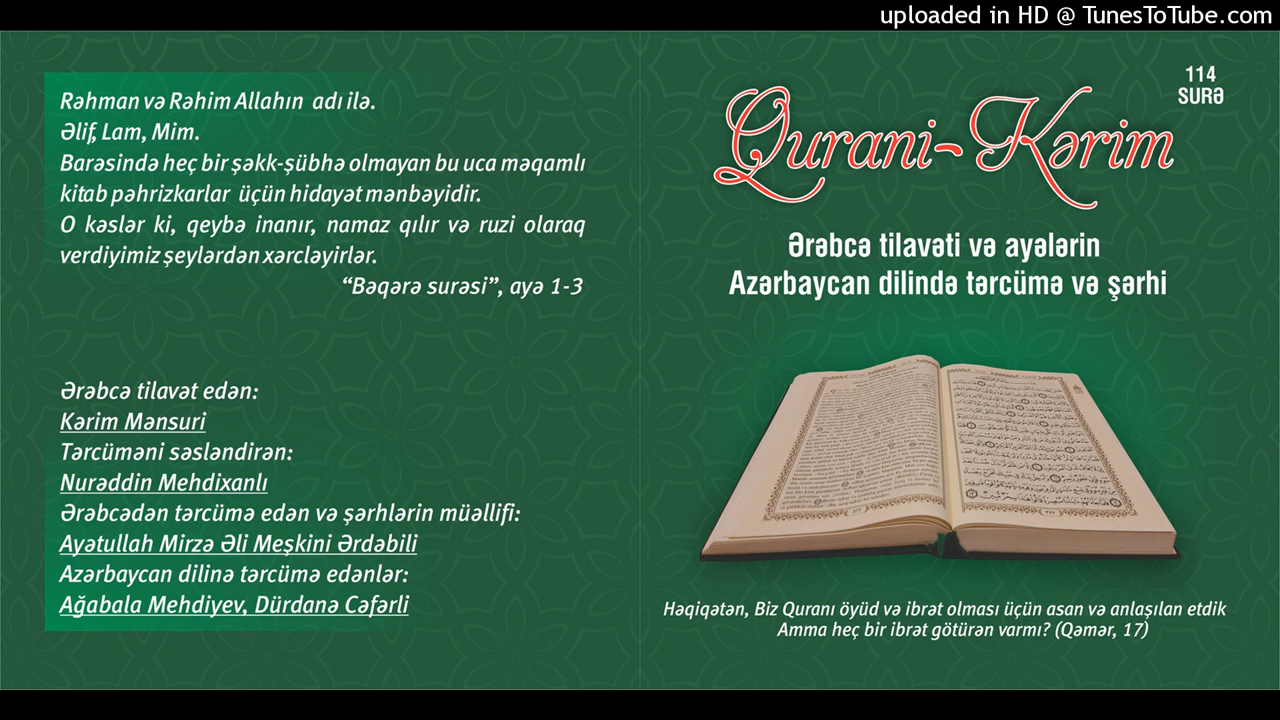 uploaded in HD @ TunesToTube.com
Rəhman və Rəhim Allahın adı ilə.
Əlif, Lam, Mim.
Barəsində heç bir şəkk-şübhə olmayan bu uca məqamlı
kitab pəhrizkarlar üçün hidayət mənbəyidir.
O kəslər ki, qeybə inanır, namaz qılır və ruzi olaraq
verdiyimiz şeylərdən xərcləyirlər.
“Bəqərə surəsi”, ayə 1-3
Ərəbcə tilavət edən:
Kərim Mənsuri
Tərcüməni səsləndirən:
Nurəddin Mehdixanlı
Ərəbcədən tərcümə edən və şərhlərin müəllifi:
Ayətullah Mirzə Əli Meşkini Ərdəbili
Azərbaycan dilinə tərcümə edənlər:
Ağabala Mehdiyev, Dürdanə Cəfərli
114
SURƏ
Qurani-Kərim
Ərəbcə tilavəti və ayələrin
Azərbaycan dilində tərcümə və şərhi
Həqiqətən, Biz Quranı öyüd və ibrət olması üçün asan və anlaşılan etdik
Amma heç bir ibrət götürən varmı? (Qəmər, 17)